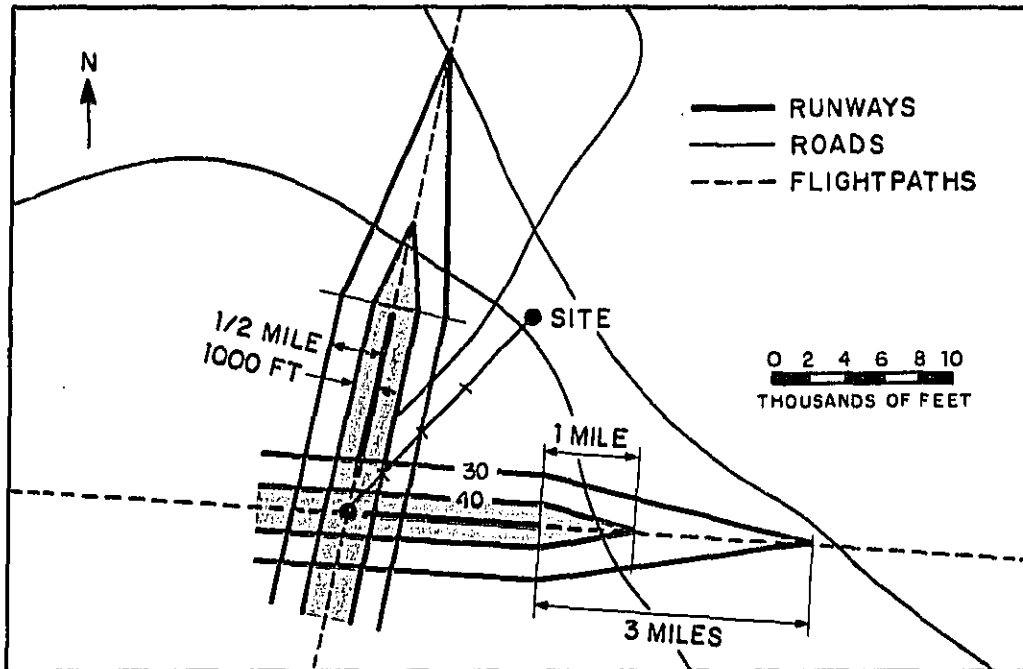 N
RUNWAYS
ROADS
FLIGHTPATHS
1/2 MILE
1000 FT
SITE
0 2 4 6 8 10
THOUSANDS OF FEET
1 MILE
30
40
3 MILES